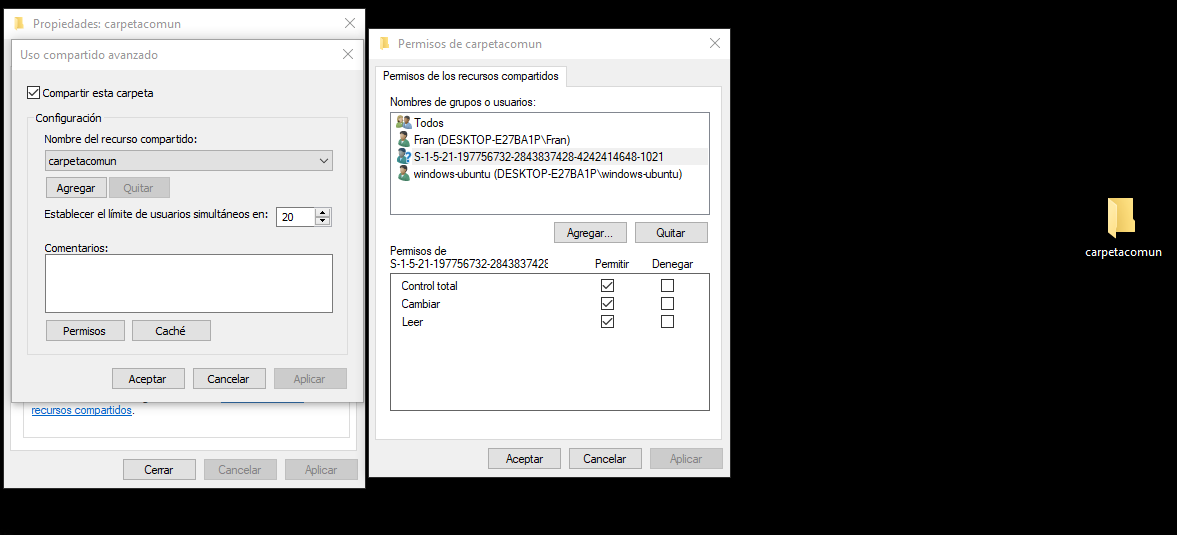 Propiedades: carpetacomun
Uso compartido avanzado
Compartir esta carpeta
Configuración
Nombre del recurso compartido:
carpetacomun
Agregar
Quitar
Establecer el límite de usuarios simultáneos en:
20
Comentarios:
Permisos
Caché
Aceptar
Cancelar
Aplicar
recursos compartidos.
Cerrar
Cancelar
Aplicar
Permisos de carpetacomun
Permisos de los recursos compartidos
Nombres de grupos o usuarios:
Todos
Fran (DESKTOP-E27BA1P\Fran)
S-1-5-21-197756732-2843837428-4242414648-1021
windows-ubuntu (DESKTOP-E27BA1P\windows-ubuntu)
Agregar...
Quitar
Permisos de
S-1-5-21-197756732-2843837428
Permitir
Denegar
Control total
Cambiar
Leer
Aceptar
Cancelar
Aplicar
carpetacomun